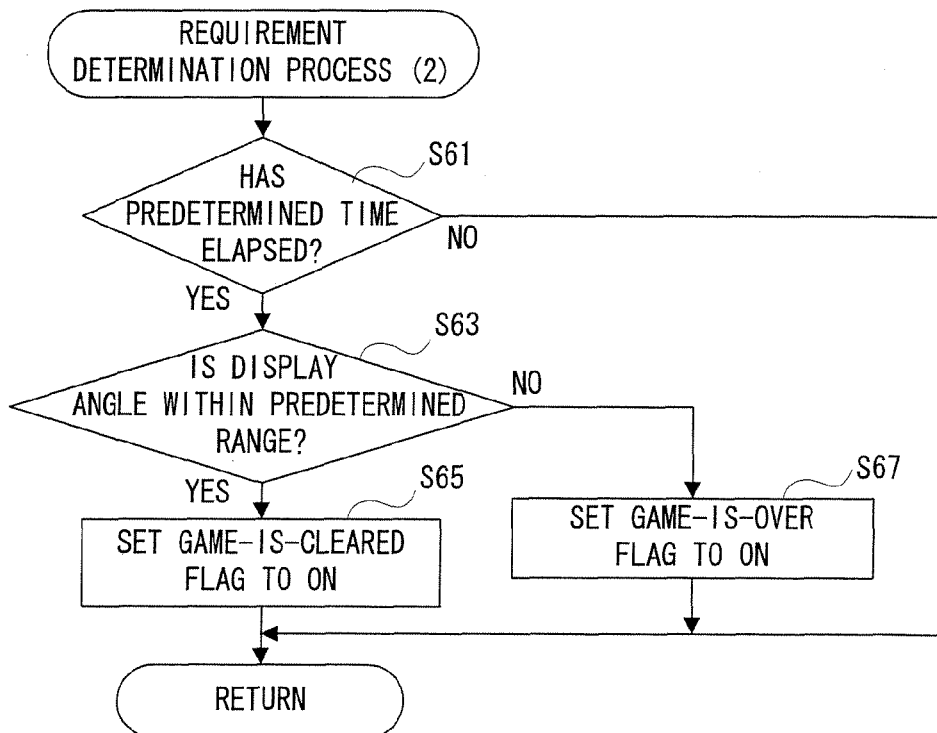 REQUIREMENT
DETERMINATION PROCESS (2)
S61
HAS
PREDETERMINED TIME
ELAPSED?
NO
YES
S63
IS DISPLAY
ANGLE WITHIN PREDETERMINED
RANGE?
NO
YES
S65
SET GAME-IS-CLEARED
FLAG TO ON
S67
SET GAME-IS-OVER
FLAG TO ON
RETURN